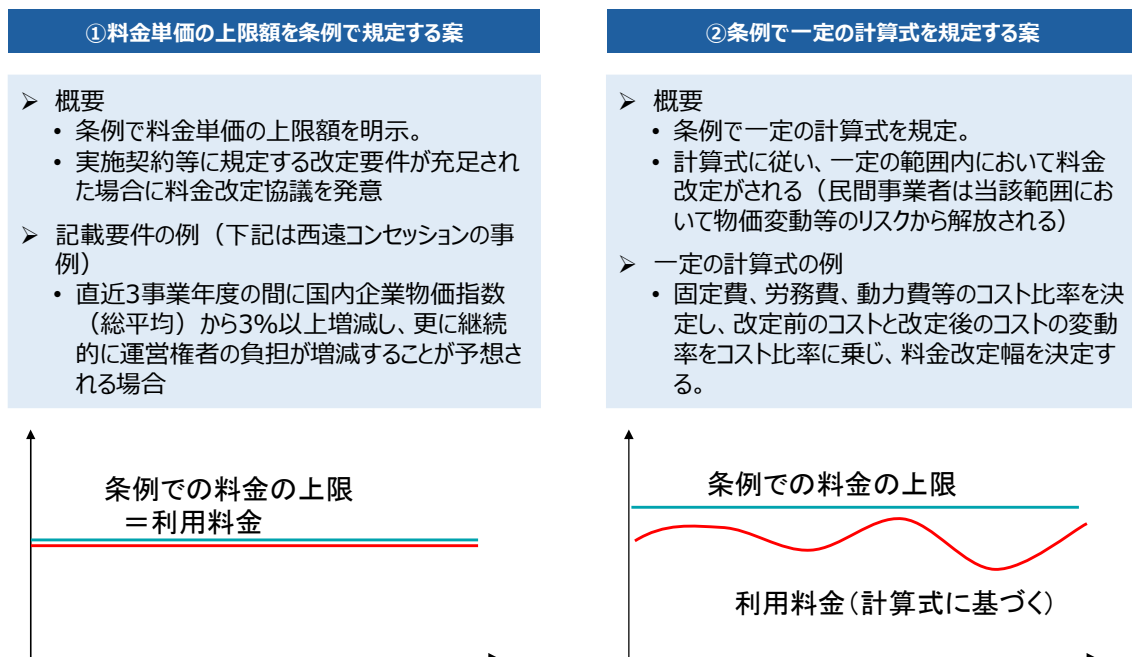 ①料金単価の上限額を条例で規定する案
➢ 概要
• 条例で料金単価の上限額を明示。
• 実施契約等に規定する改定要件が充足され
た場合に料金改定協議を発意
➢ 記載要件の例（下記は西遠コンセッションの事
例）
• 直近3事業年度の間に国内企業物価指数
（総平均）から3%以上増減し、更に継続
的に運営権者の負担が増減することが予想さ
れる場合
条例での料金の上限
＝利用料金
②条例で一定の計算式を規定する案
➢ 概要
• 条例で一定の計算式を規定。
• 計算式に従い、一定の範囲内において料金
改定がされる（民間事業者は当該範囲にお
いて物価変動等のリスクから解放される）
➢ 一定の計算式の例
• 固定費、労務費、動力費等のコスト比率を決
定し、改定前のコストと改定後のコストの変動
率をコスト比率に乗じ、料金改定幅を決定す
る。
条例での料金の上限
利用料金（計算式に基づく）